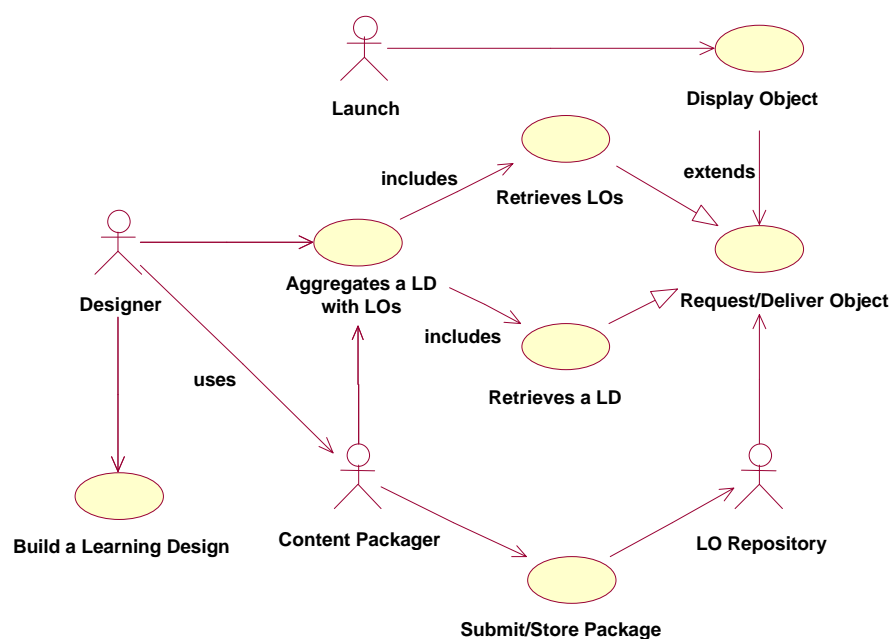 Launch
Display Object
includes
extends
Retrieves LOs
Designer
Aggregates a LD
with LOs
Request/Deliver Object
includes
uses
Retrieves a LD
Build a Learning Design
Content Packager
LO Repository
Submit/Store Package